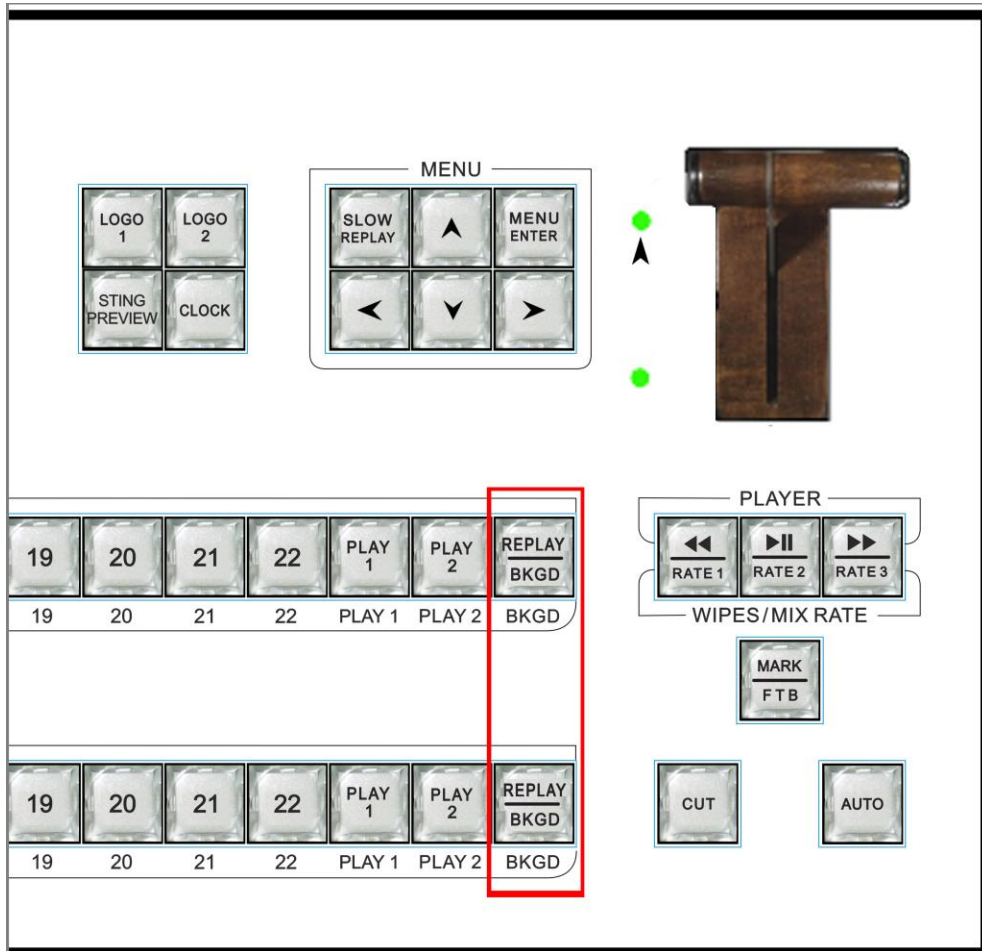 MENU
LOGO
1
LOGO
2
SLOW
REPLAY
MENU
ENTER
STING
PREVIEW
CLOCK
PLAYER
19
20
21
22
PLAY
1
PLAY
2
REPLAY
BKGD
RATE 1
RATE 2
RATE 3
19 20 21 22 PLAY 1 PLAY 2 BKGD
WIPES/MIX RATE
MARK
FTB
19
20
21
22
PLAY
1
PLAY
2
REPLAY
BKGD
CUT
AUTO
19 20 21 22 PLAY 1 PLAY 2 BKGD